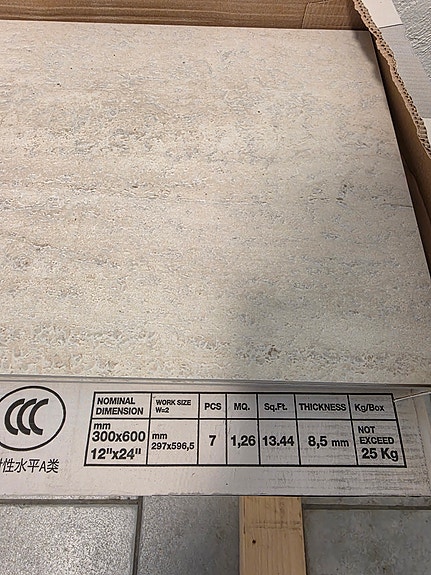 NOMINAL DIMENSION
mm
300x600
12"x24"
WORK SIZE
W=2
mm
297x596,5
PCS
7
MQ.
1,26
Sq.Ft.
13.44
THICKNESS
8,5 mm
Kg/Box
NOT EXCEED
25 Kg
CCC
性水平A类